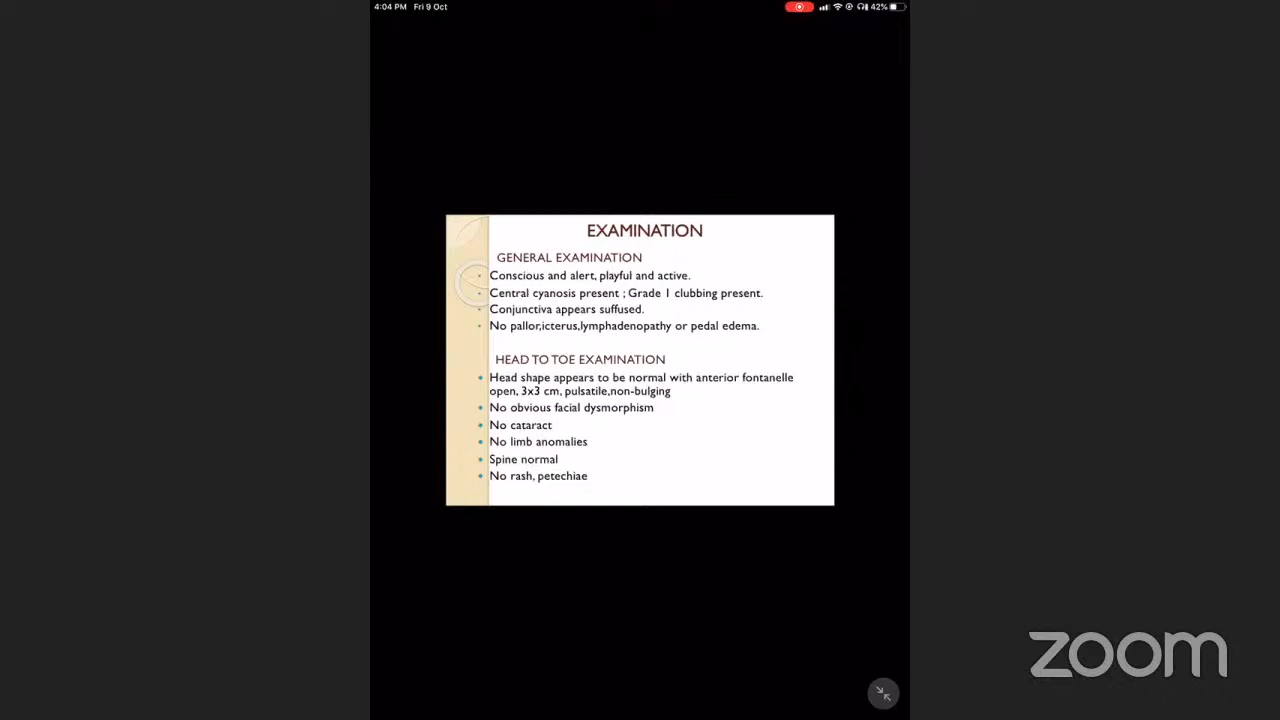 4:04 PM Fri 9 Oct
42%
EXAMINATION
GENERAL EXAMINATION
Conscious and alert, playful and active.
Central cyanosis present ; Grade 1 clubbing present.
Conjunctiva appears suffused.
No pallor,icterus,lymphadenopathy or pedal edema.
HEAD TO TOE EXAMINATION
Head shape appears to be normal with anterior fontanelle
open, 3x3 cm, pulsatile,non-bulging
No obvious facial dysmorphism
No cataract
No limb anomalies
Spine normal
No rash, petechiae
zoom